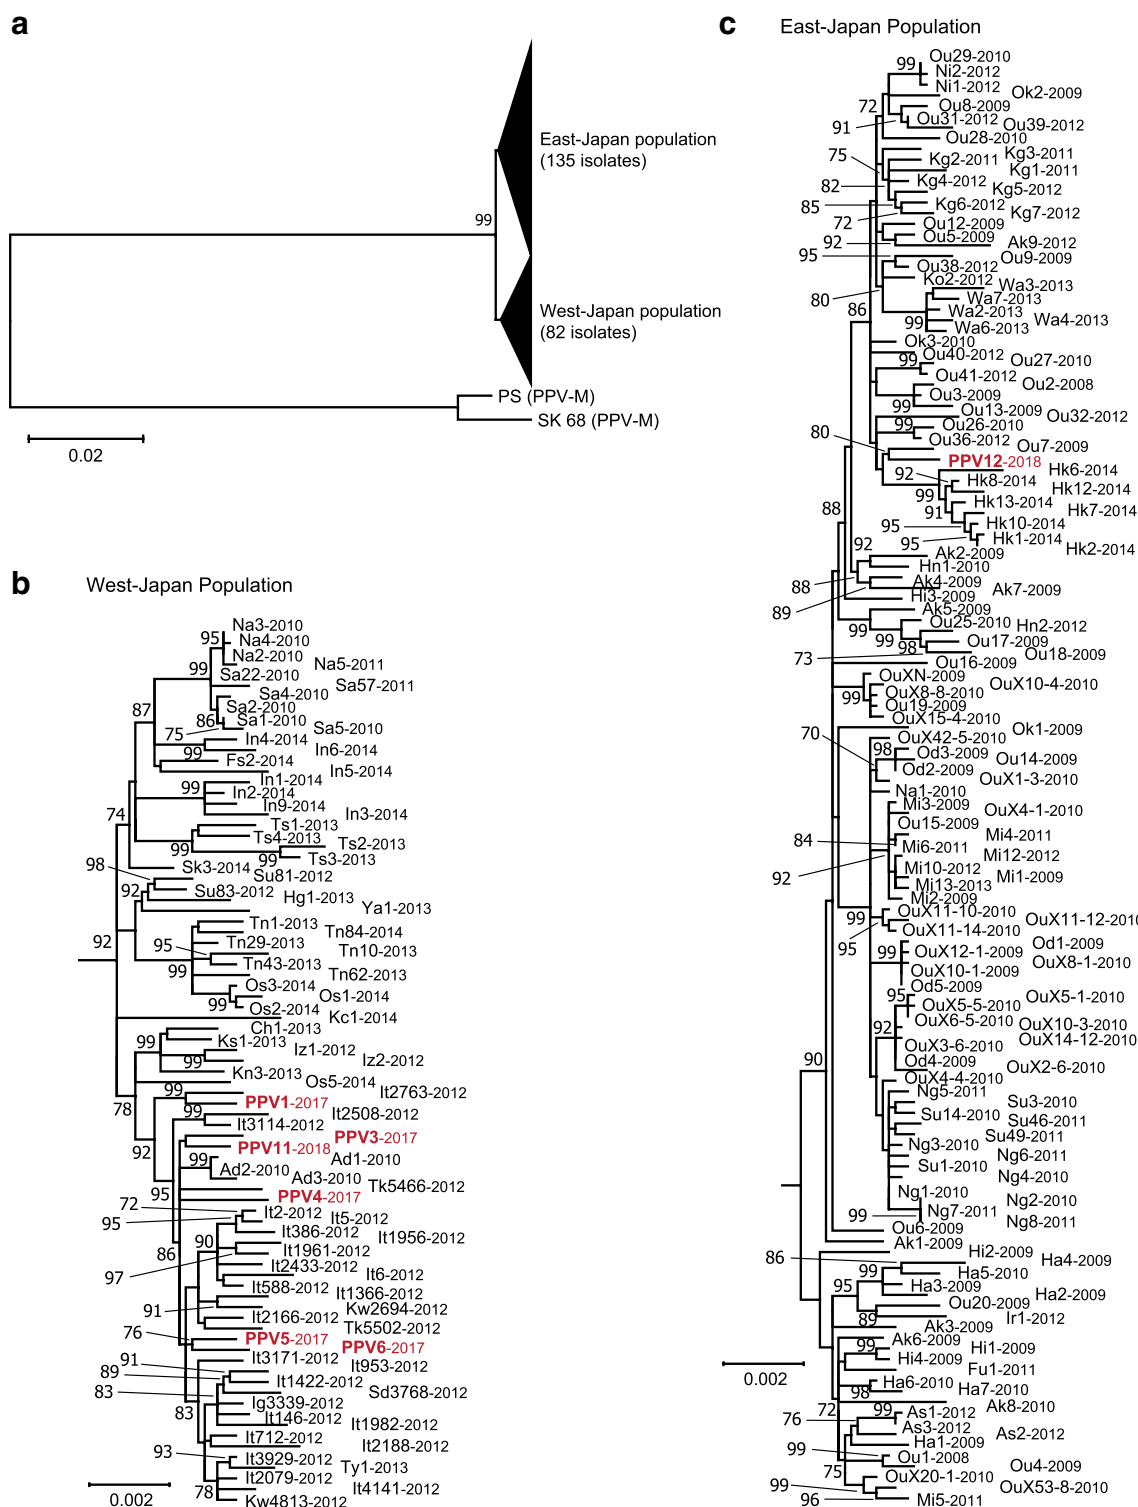 a
99
East-Japan population
(135 isolates)
West-Japan population
(82 isolates)
PS (PPV-M)
SK 68 (PPV-M)
0.02
b
West-Japan Population
Na3-2010
95
Na4-2010
Na2-2010
Na5-2011
99
Sa22-2010
Sa57-2011
Sa4-2010
87
Sa2-2010
86
Sa1-2010
75
Sa5-2010
In4-2014
In6-2014
99
Fs2-2014
In5-2014
In1-2014
99
In2-2014
In9-2014
In3-2014
74
Ts1-2013
Ts4-2013
Ts2-2013
99
99
Ts3-2013
98
Sk3-2014
Su81-2012
92
Su83-2012
Hg1-2013
Ya1-2013
Tn1-2013
Tn84-2014
92
95
Tn29-2013
Tn10-2013
Tn43-2013
99
Tn62-2013
Os3-2014
Os1-2014
99
Os2-2014
Kc1-2014
Ch1-2013
99
Ks1-2013
Iz1-2012
99
Iz2-2012
Kn3-2013
Os5-2014
99
It2763-2012
78
PPV1-2017
99
It2508-2012
It3114-2012
PPV3-2017
92
PPV11-2018
99
Ad1-2010
Ad2-2010
Ad3-2010
95
Tk5466-2012
PPV4-2017
72
It2-2012
95
It5-2012
It386-2012
It1956-2012
90
It1961-2012
86
It2433-2012
97
It6-2012
It588-2012
It1366-2012
91
Kw2694-2012
It2166-2012
Tk5502-2012
76
PPV5-2017
PPV6-2017
It3171-2012
91
It953-2012
89
It1422-2012
83
Sd3768-2012
Ig3339-2012
83
It146-2012
It1982-2012
It712-2012
It2188-2012
93
It3929-2012
Ty1-2013
It2079-2012
It4141-2012
78
Kw4813-2012
0.002
c
East-Japan Population
Ou29-2010
99
Ni2-2012
Ni1-2012
Ok2-2009
72
Ou8-2009
91
Ou31-2012
Ou39-2012
Ou28-2010
75
Kg3-2011
Kg2-2011
Kg1-2011
82
Kg4-2012
Kg5-2012
85
Kg6-2012
72
Kg7-2012
Ou12-2009
92
Ou5-2009
Ak9-2012
95
Ou9-2009
Ou38-2012
Ko2-2012
80
Wa3-2013
Wa7-2013
86
Wa2-2013
99
Wa4-2013
Wa6-2013
Ok3-2010
Ou40-2012
99
Ou27-2010
Ou41-2012
Ou2-2008
Ou3-2009
99
Ou13-2009
Ou32-2012
99
Ou26-2010
80
Ou36-2012
Ou7-2009
PPV12-2018
92
Hk6-2014
Hk8-2014
99
Hk12-2014
Hk13-2014
88
91
Hk7-2014
95
Hk10-2014
95
Hk1-2014
92
Hk2-2014
Ak2-2009
Hn1-2010
88
Ak4-2009
Ak7-2009
89
Hi3-2009
Ak5-2009
99
Ou25-2010
Hn2-2012
99
Ou17-2009
98
73
Ou18-2009
Ou16-2009
OuXN-2009
OuX10-4-2010
99
OuX8-8-2010
Ou19-2009
OuX15-4-2010
Ok1-2009
70
OuX42-5-2010
98
Od3-2009
Ou14-2009
Od2-2009
OuX1-3-2010
Na1-2010
Mi3-2009
OuX4-1-2010
Ou15-2009
84
Mi4-2011
Mi6-2011
Mi12-2012
92
Mi10-2012
Mi1-2009
Mi13-2013
Mi2-2009
99
OuX11-10-2010
OuX11-12-2010
95
OuX11-14-2010
99
Od1-2009
OuX12-1-2009
OuX8-1-2010
OuX10-1-2009
Od5-2009
95
OuX5-1-2010
OuX5-5-2010
92
OuX6-5-2010
OuX10-3-2010
OuX3-6-2010
OuX14-12-2010
90
Od4-2009
OuX2-6-2010
OuX4-4-2010
Ng5-2011
Su3-2010
Su14-2010
Su46-2011
Su49-2011
Ng3-2010
Ng6-2011
Su1-2010
Ng4-2010
Ng1-2010
Ng2-2010
99
Ng7-2011
Ng8-2011
Ou6-2009
Ak1-2009
86
Hi2-2009
Ha4-2009
99
Ha5-2010
95
Ha3-2009
Ha2-2009
Ou20-2009
89
Ir1-2012
Ak3-2009
Ak6-2009
99
Hi1-2009
Hi4-2009
Fu1-2011
Ha6-2010
98
Ha7-2010
72
Ak8-2010
76
99
As1-2012
As3-2012
As2-2012
Ha1-2009
99
Ou1-2008
75
Ou4-2009
OuX20-1-2010
99
OuX53-8-2010
96
Mi5-2011
0.002